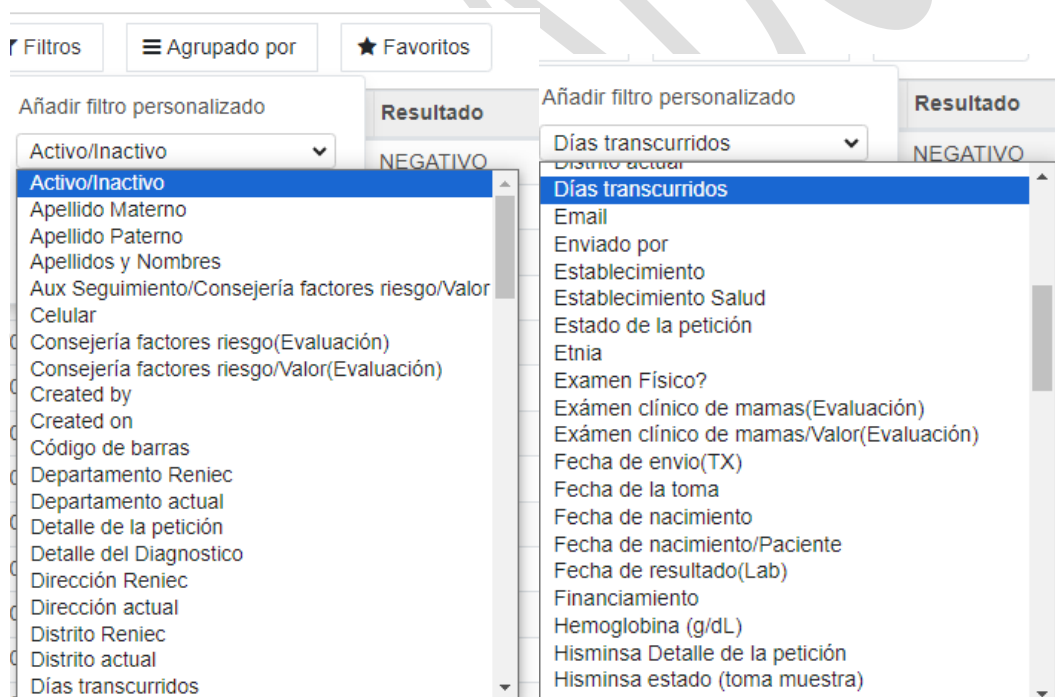 Filtros
Agrupado por
Favoritos
Añadir filtro personalizado
Resultado
Activo/Inactivo
NEGATIVO
Activo/Inactivo
Apellido Materno
Apellido Paterno
Apellidos y Nombres
Aux Seguimiento/Consejería factores riesgo/Valor
Celular
Consejería factores riesgo(Evaluación)
Consejería factores riesgo/Valor(Evaluación)
Created by
Created on
Código de barras
Departamento Reniec
Departamento actual
Detalle de la petición
Detalle del Diagnostico
Dirección Reniec
Dirección actual
Distrito Reniec
Distrito actual
Días transcurridos
Añadir filtro personalizado
Resultado
Días transcurridos
NEGATIVO
Distrito actual
Días transcurridos
Email
Enviado por
Establecimiento
Establecimiento Salud
Estado de la petición
Etnia
Examen Físico?
Exámen clínico de mamas(Evaluación)
Exámen clínico de mamas/Valor(Evaluación)
Fecha de envio(TX)
Fecha de la toma
Fecha de nacimiento
Fecha de nacimiento/Paciente
Fecha de resultado(Lab)
Financiamiento
Hemoglobina (g/dL)
Hisminsa Detalle de la petición
Hisminsa estado (toma muestra)